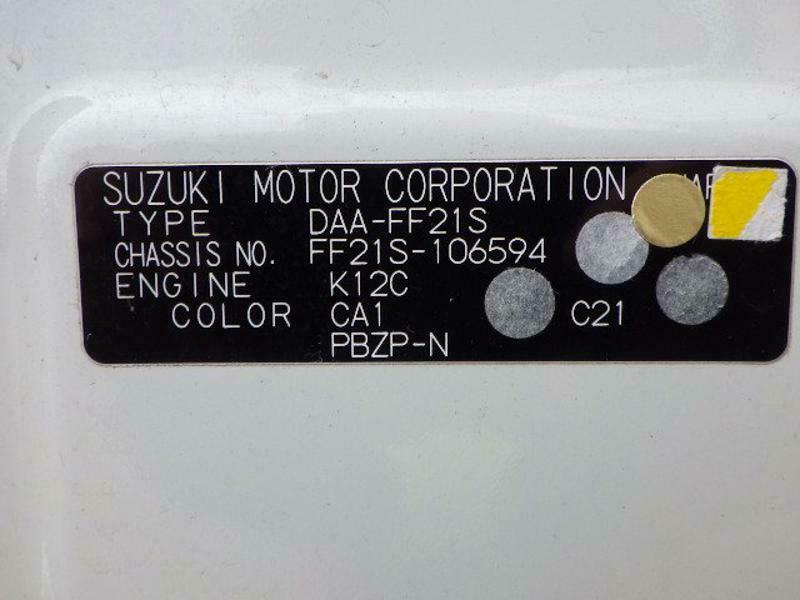 SUZUKI MOTOR CORPORATION
TYPE DAA-FF21S
CHASSIS NO. FF21S-106594
ENGINE K12C
COLOR CA1 C21
PBZP-N